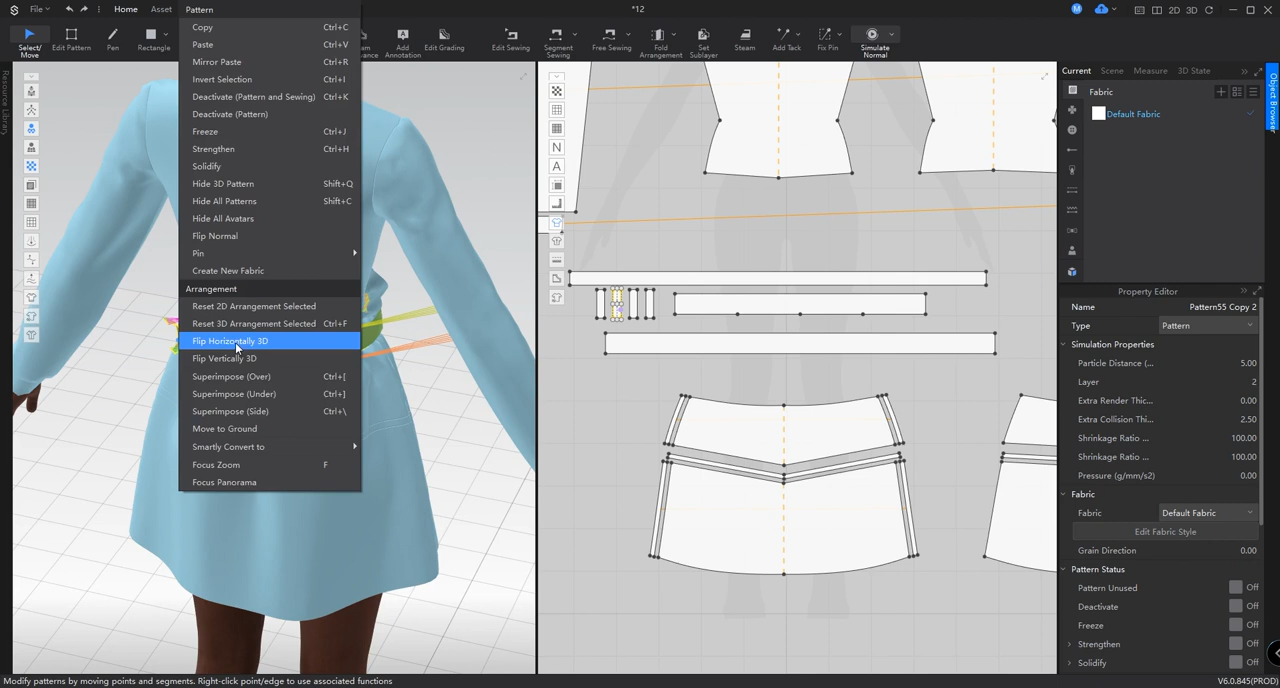 File
Home
Asset
*12
M
2D
3D
Select/
Move
Edit Pattern
Pen
Rectangle
Add
Annotation
Edit Grading
Edit Sewing
Segment
Sewing
Free Sewing
Fold
Arrangement
Set
Sublayer
Steam
Add Tack
Fix Pin
Simulate
Normal
Resource Library
Pattern
Copy Ctrl+C
Paste Ctrl+V
Mirror Paste Ctrl+R
Invert Selection Ctrl+I
Deactivate (Pattern and Sewing) Ctrl+K
Deactivate (Pattern)
Freeze Ctrl+J
Strengthen Ctrl+H
Solidify
Hide 3D Pattern Shift+Q
Hide All Patterns Shift+C
Hide All Avatars
Flip Normal
Pin
Create New Fabric
Arrangement
Reset 2D Arrangement Selected
Reset 3D Arrangement Selected Ctrl+F
Flip Horizontally 3D
Flip Vertically 3D
Superimpose (Over) Ctrl+[
Superimpose (Under) Ctrl+]
Superimpose (Side) Ctrl+\
Move to Ground
Smartly Convert to
Focus Zoom F
Focus Panorama
N
A
Current
Scene
Measure
3D State
Object Browser
Fabric
Default Fabric
Property Editor
Name Pattern55 Copy 2
Type Pattern
Simulation Properties
Particle Distance (... 5.00
Layer 2
Extra Render Thic... 0.00
Extra Collision Thi... 2.50
Shrinkage Ratio ... 100.00
Shrinkage Ratio ... 100.00
Pressure (g/mm/s2) 0.00
Fabric
Fabric Default Fabric
Edit Fabric Style
Grain Direction 0.00
Pattern Status
Pattern Unused Off
Deactivate Off
Freeze Off
Strengthen Off
Solidify Off
Modify patterns by moving points and segments. Right-click point/edge to use associated functions
V6.0.845(PROD)